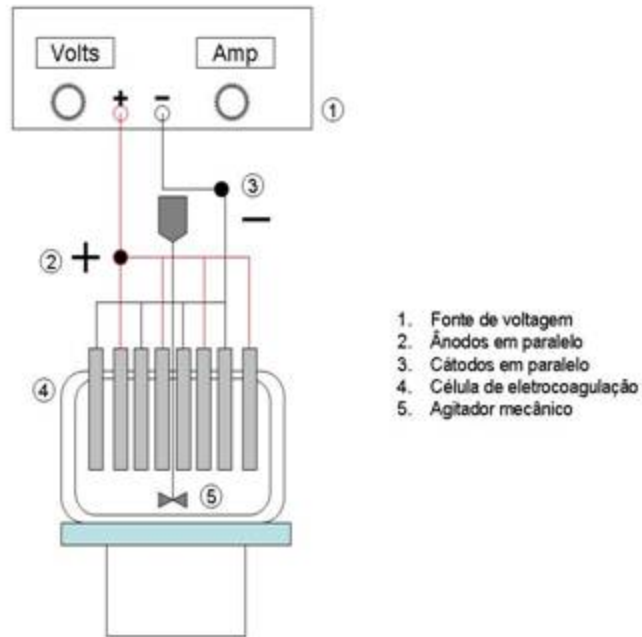 Volts
Amp
+ −
1
3
−
2 +
4
5
1. Fonte de voltagem
2. Ânodos em paralelo
3. Cátodos em paralelo
4. Célula de eletrocoagulação
5. Agitador mecânico